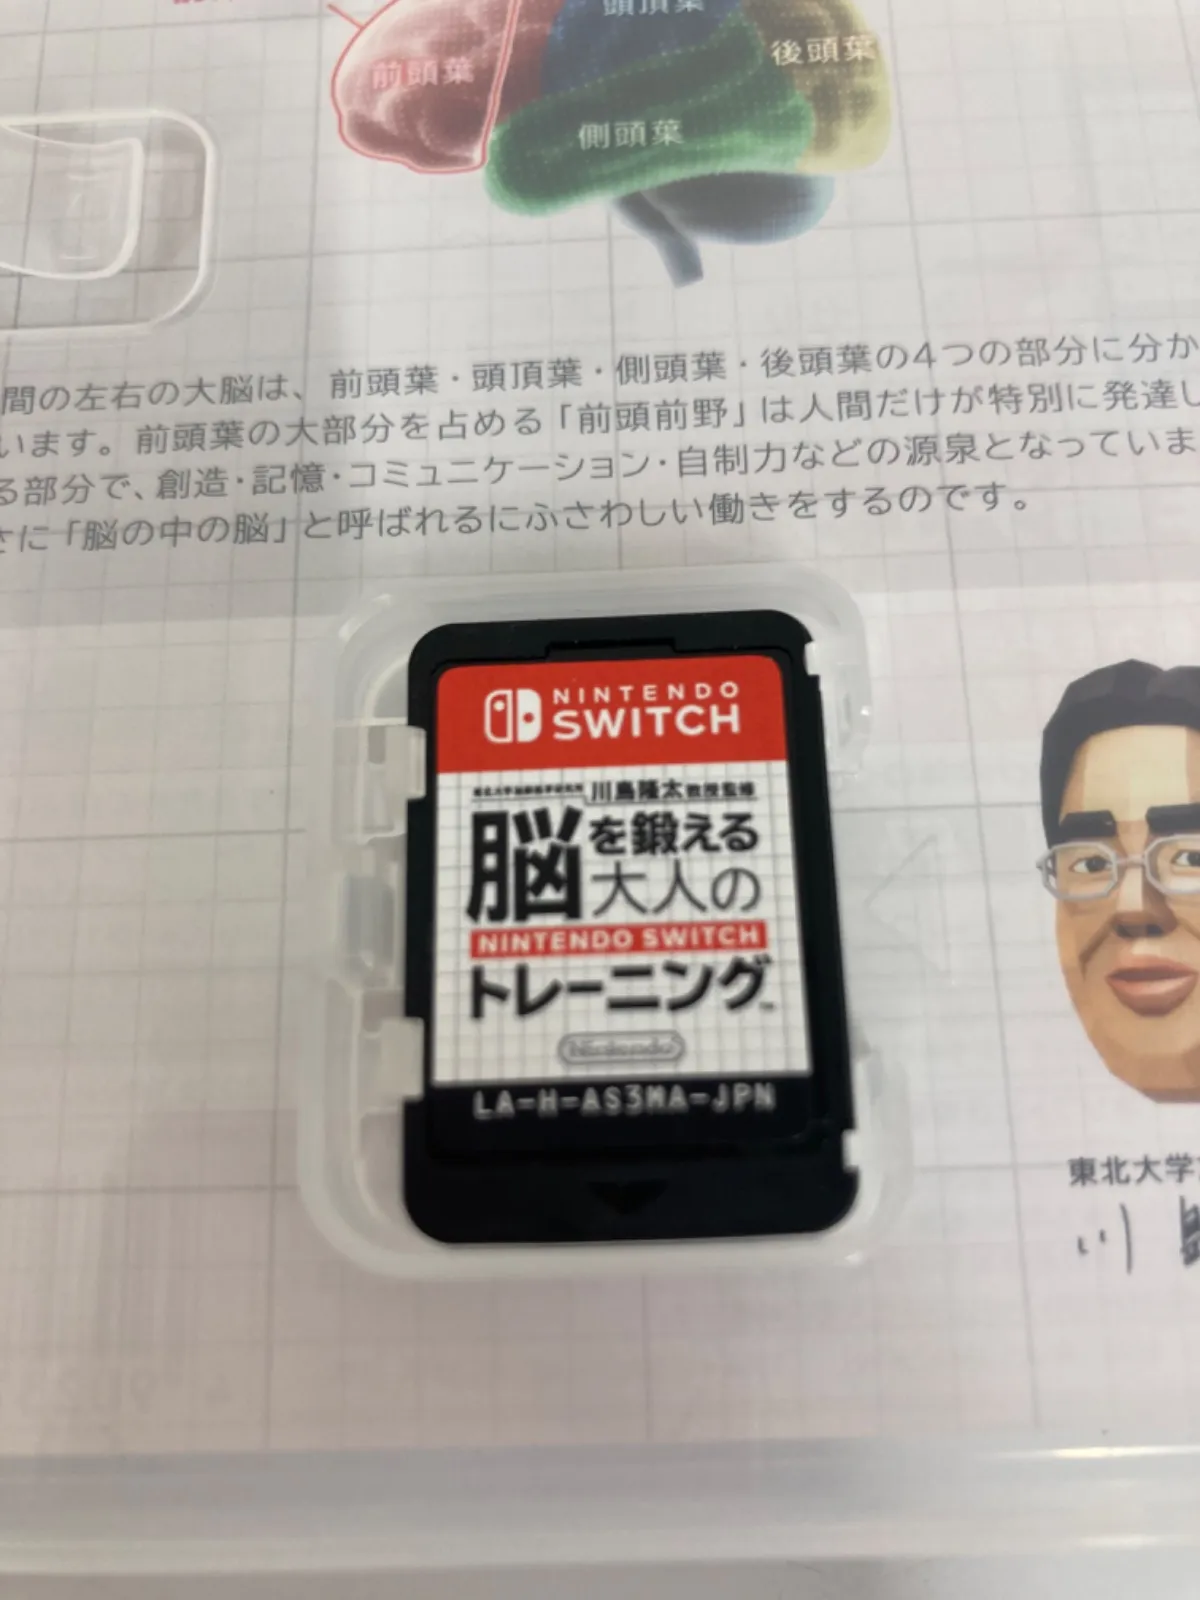 頭頂葉
後頭葉
前頭葉
側頭葉
間の左右の大脳は、前頭葉・頭頂葉・側頭葉・後頭葉の4つの部分に分か
います。前頭葉の大部分を占める「前頭前野」は人間だけが特別に発達し
る部分で、創造・記憶・コミュニケーション・自制力などの源泉となっていま
さに「脳の中の脳」と呼ばれるにふさわしい働きをするのです。
NINTENDO
SWITCH
川島隆太教授監修
脳を鍛える
大人の
NINTENDO SWITCH
トレーニング™
Nintendo
LA-H-AS3MA-JPN
東北大学
川島